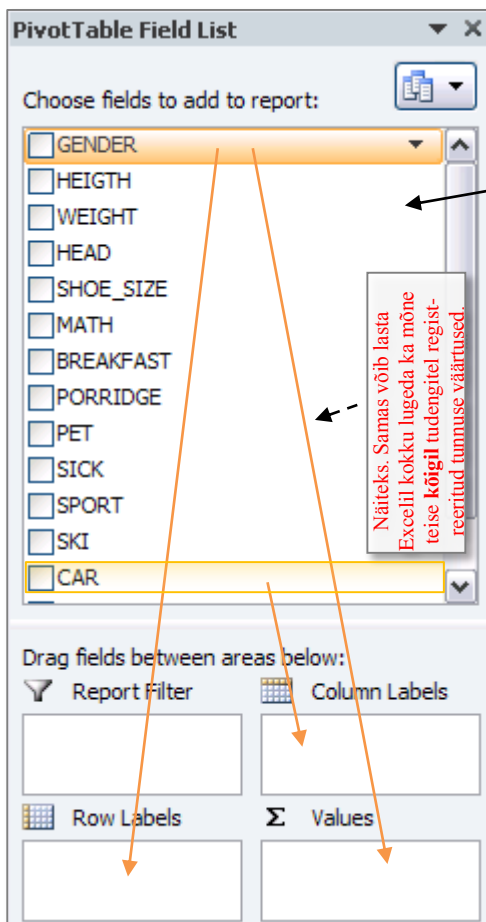 PivotTable Field List
Choose fields to add to report:
GENDER
HEIGTH
WEIGHT
HEAD
SHOE_SIZE
MATH
BREAKFAST
PORRIDGE
PET
SICK
SPORT
SKI
CAR
Näiteks. Samas võib lasta
Excelil kokku lugeda ka mõne
teise kõigil tudengitel regist-
reeritud tunnuse väärtused.
Drag fields between areas below:
Report Filter
Column Labels
Row Labels
Σ Values